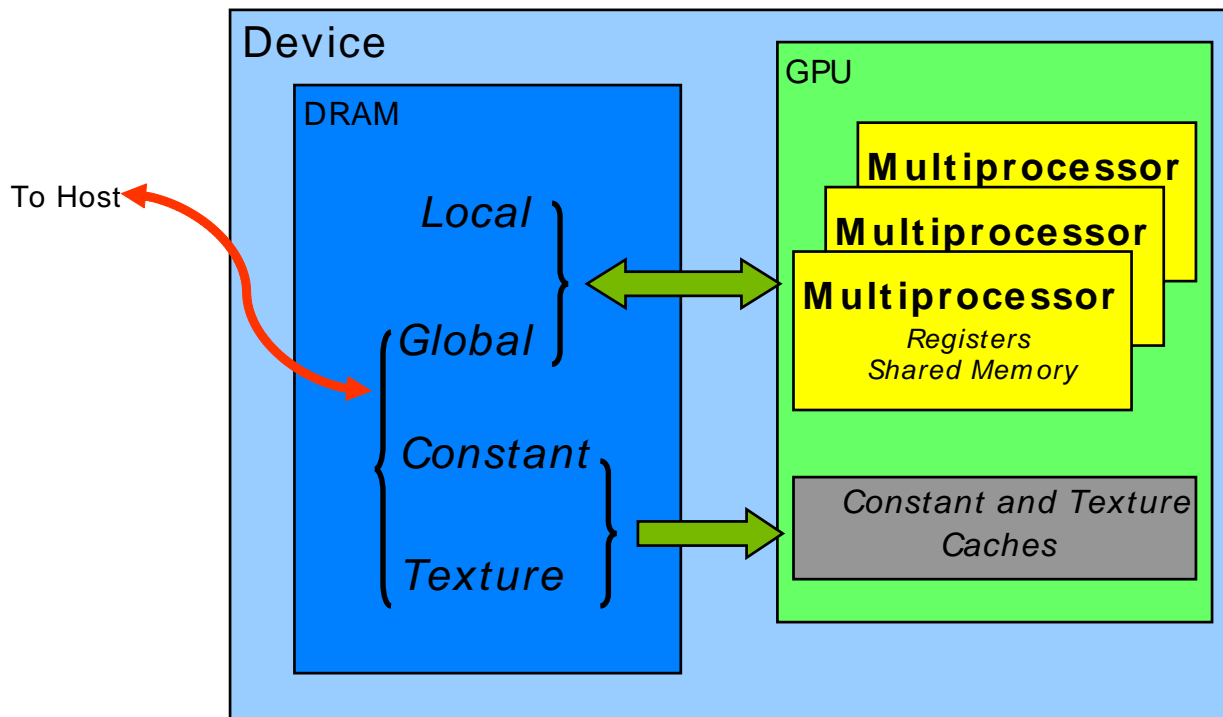 Device
GPU
DRAM
To Host
Local
Global
Constant
Texture
Multiprocessor
Multiprocessor
Multiprocessor
Registers
Shared Memory
Constant and Texture
Caches